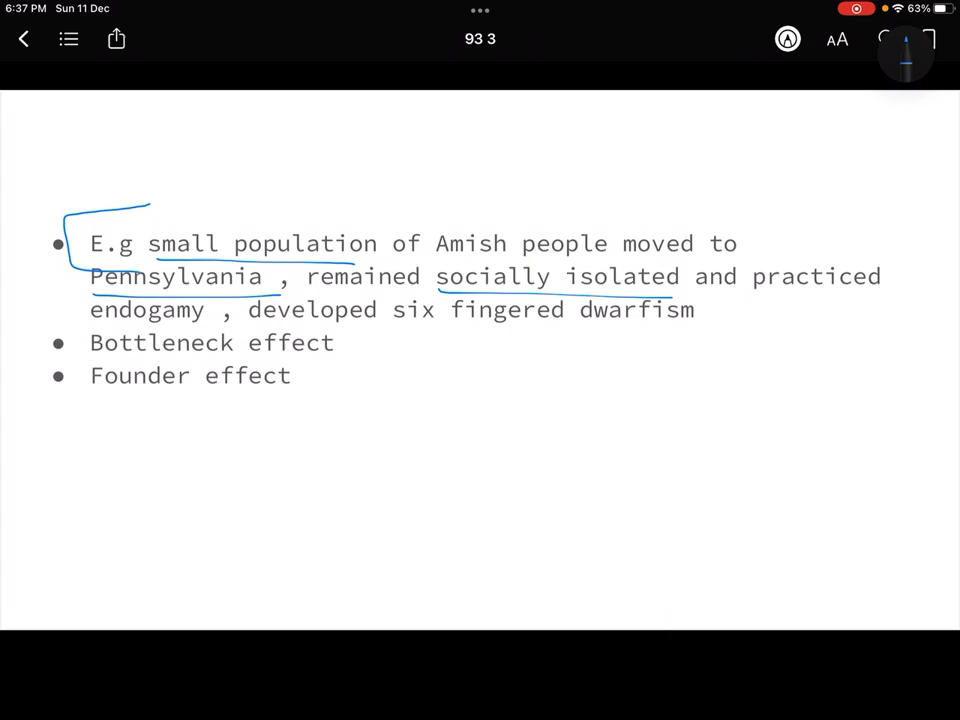 6:37 PM Sun 11 Dec
63%
93 3
AA
● E.g small population of Amish people moved to
Pennsylvania , remained socially isolated and practiced
endogamy , developed six fingered dwarfism
● Bottleneck effect
● Founder effect